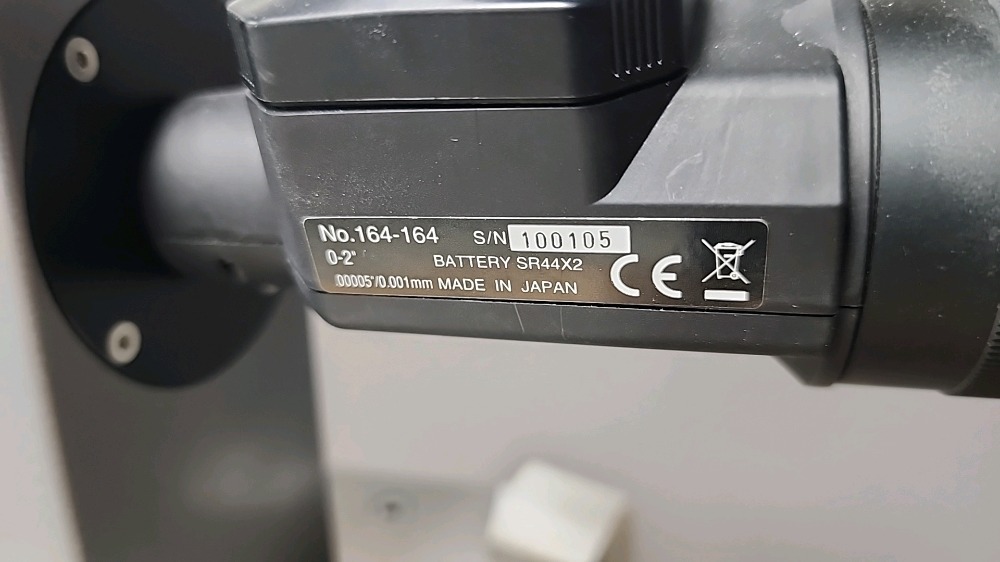 No.164-164 S/N 100105
0-2"
BATTERY SR44X2
.00005"/0.001mm MADE IN JAPAN
CE